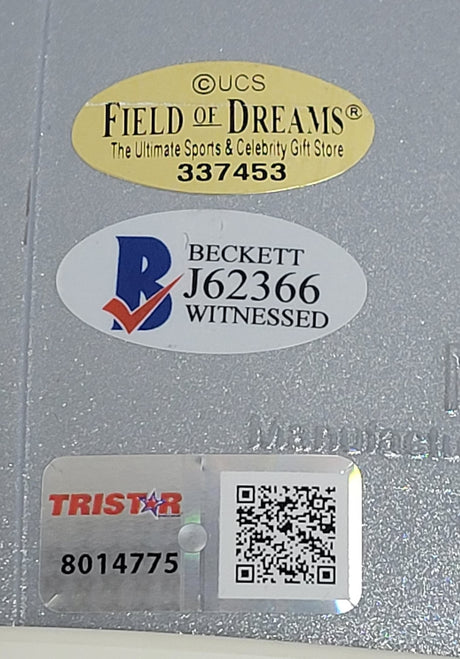 ©UCS
FIELD OF DREAMS®
The Ultimate Sports & Celebrity Gift Store
337453
BECKETT
J62366
WITNESSED
TRISTAR
8014775